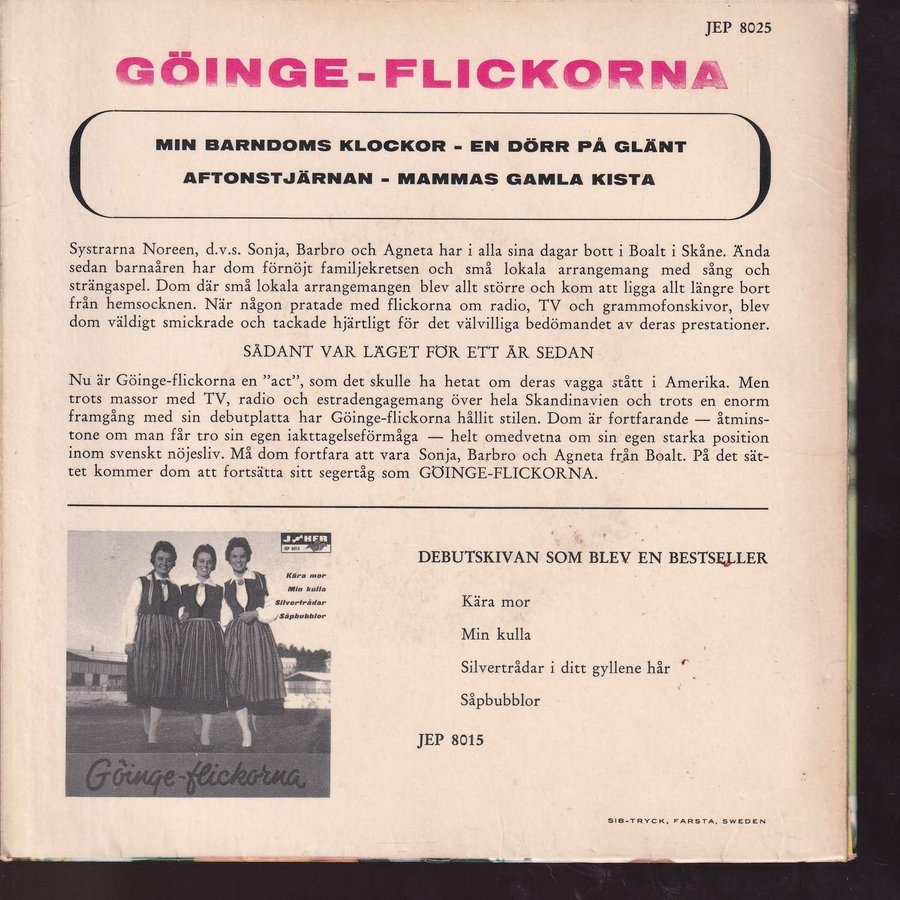 JEP 8025
GÖINGE-FLICKORNA
MIN BARNDOMS KLOCKOR - EN DÖRR PÅ GLÄNT
AFTONSTJÄRNAN - MAMMAS GAMLA KISTA
Systrarna Noreen, d.v.s. Sonja, Barbro och Agneta har i alla sina dagar bott i Boalt i Skåne. Ända
sedan barnaåren har dom förnöjt familjekretsen och små lokala arrangemang med sång och
strängaspel. Dom där små lokala arrangemangen blev allt större och kom att ligga allt längre bort
från hemsocknen. När någon pratade med flickorna om radio, TV och grammofonskivor, blev
dom väldigt smickrade och tackade hjärtligt för det välvilliga bedömandet av deras prestationer.
SÅDANT VAR LÄGET FÖR ETT ÅR SEDAN
Nu är Göinge-flickorna en ”act”, som det skulle ha hetat om deras vagga stått i Amerika. Men
trots massor med TV, radio och estradengagemang över hela Skandinavien och trots en enorm
framgång med sin debutplatta har Göinge-flickorna hållit stilen. Dom är fortfarande — åtmins-
tone om man får tro sin egen iakttagelseförmåga — helt omedvetna om sin egen starka position
inom svenskt nöjesliv. Må dom fortfara att vara Sonja, Barbro och Agneta från Boalt. På det sät-
tet kommer dom att fortsätta sitt segertåg som GÖINGE-FLICKORNA.
JOHFR
JEP 8015
Kära mor
Min kulla
Silvertrådar
Såpbubblor
Göinge-flickorna
DEBUTSKIVAN SOM BLEV EN BESTSELLER
Kära mor
Min kulla
Silvertrådar i ditt gyllene hår
Såpbubblor
JEP 8015
SIB-TRYCK, FARSTA, SWEDEN